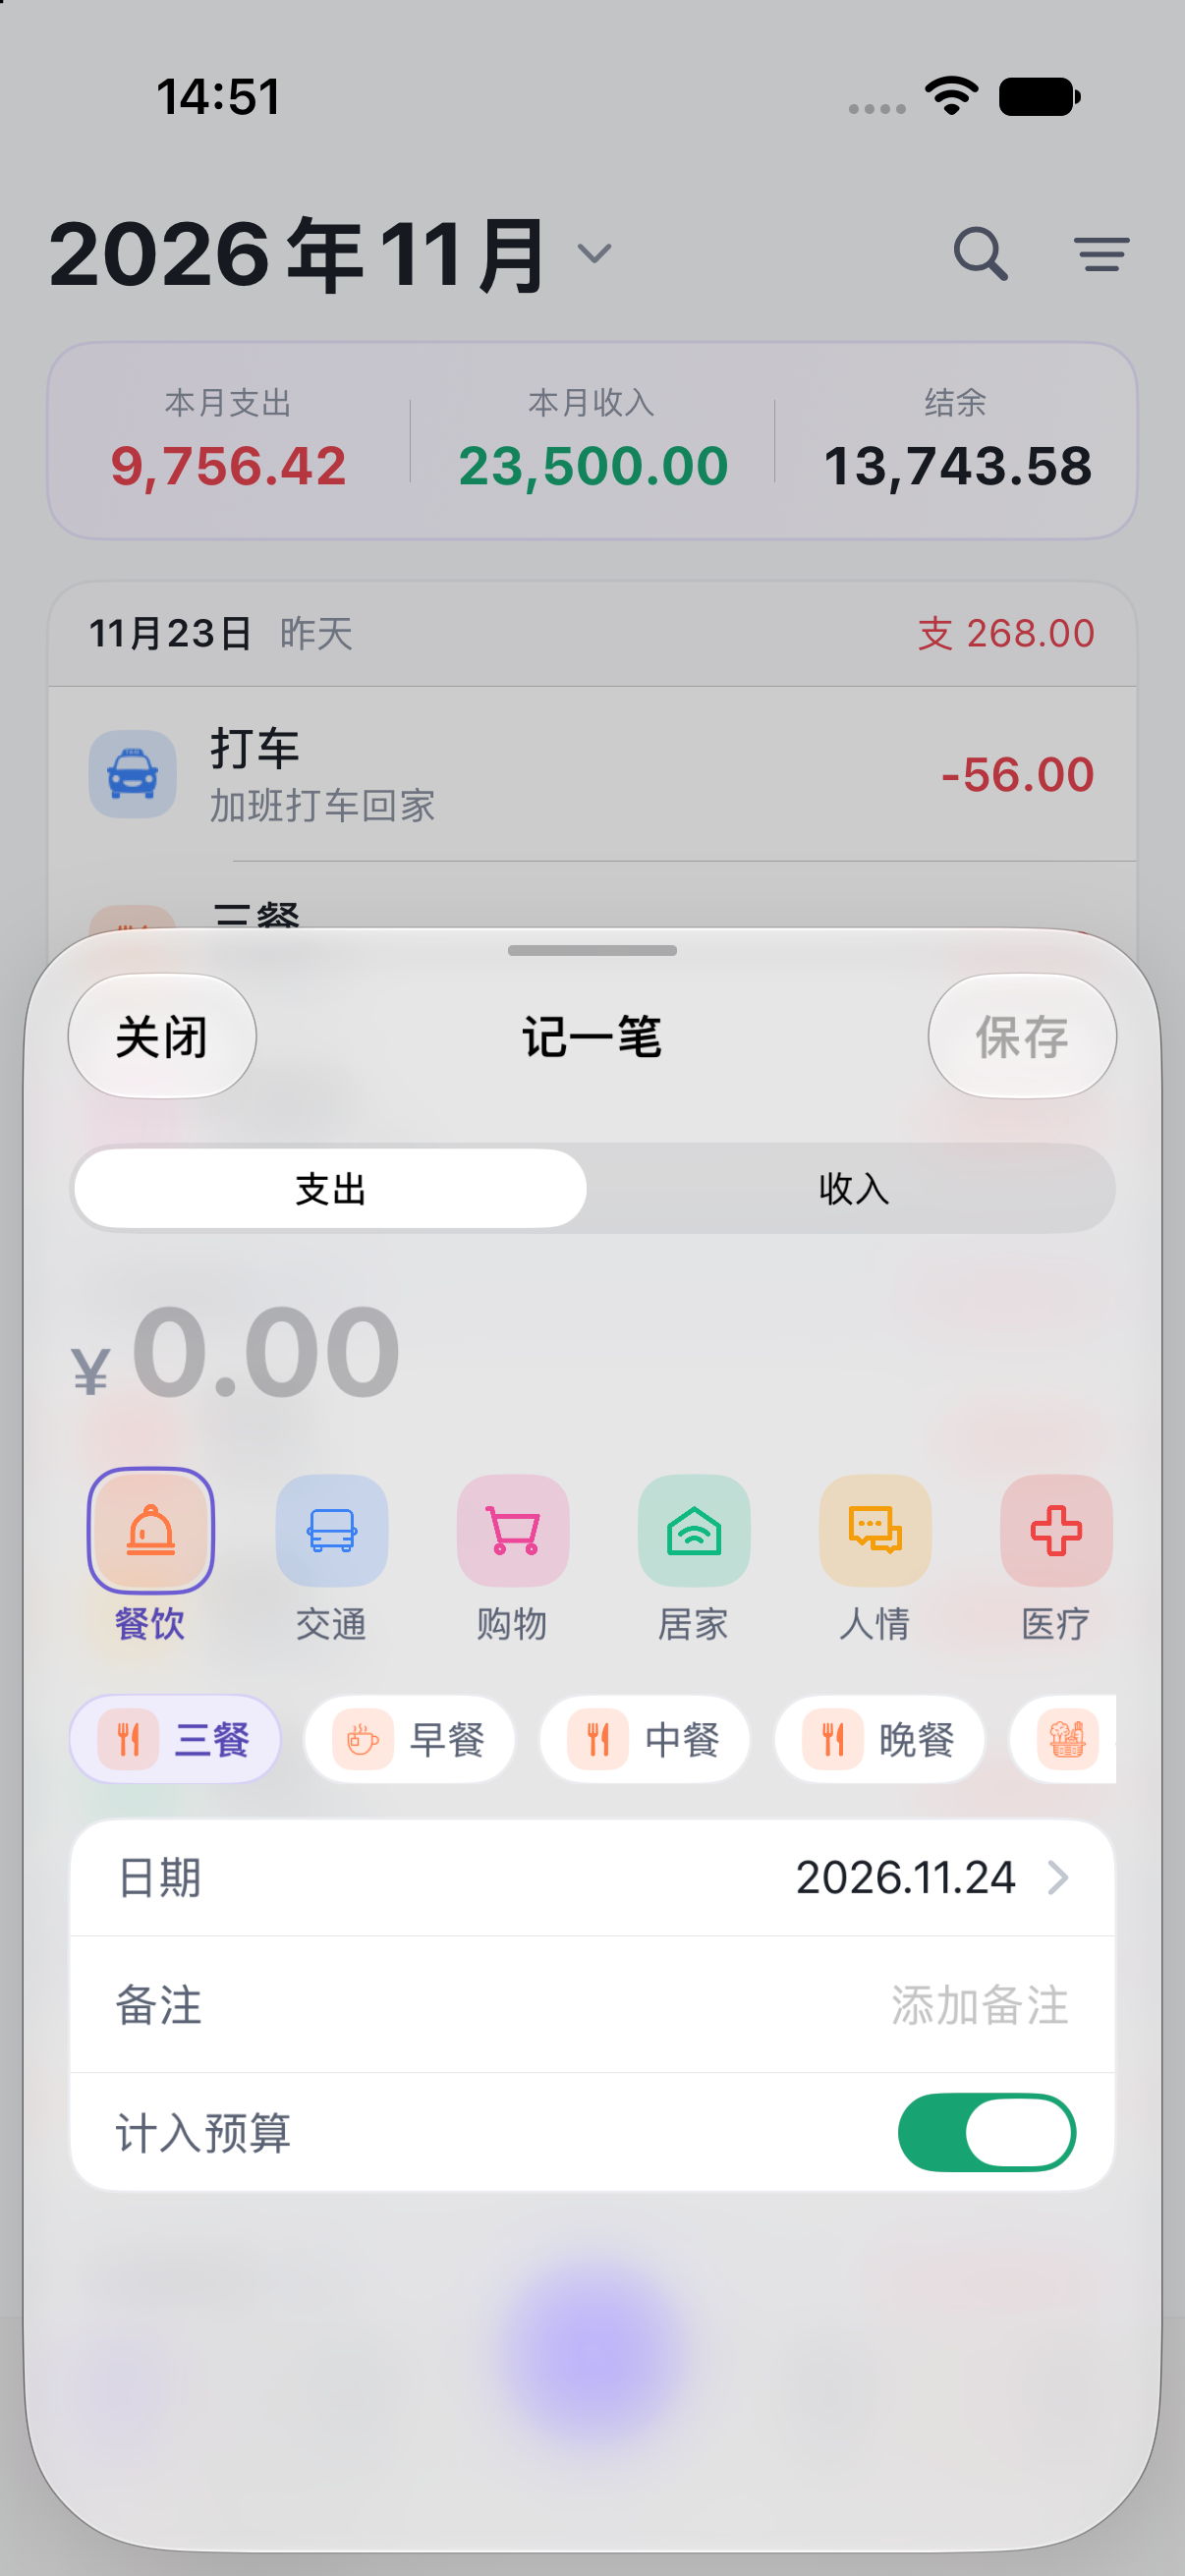 14:51
2026年11月
本月支出 本月收入 结余
9,756.42 23,500.00 13,743.58
11月23日 昨天 支 268.00
打车
加班打车回家
-56.00
三餐
关闭 记一笔 保存
支出 收入
¥ 0.00
餐饮 交通 购物 居家 人情 医疗
三餐 早餐 中餐 晚餐
日期 2026.11.24
备注 添加备注
计入预算